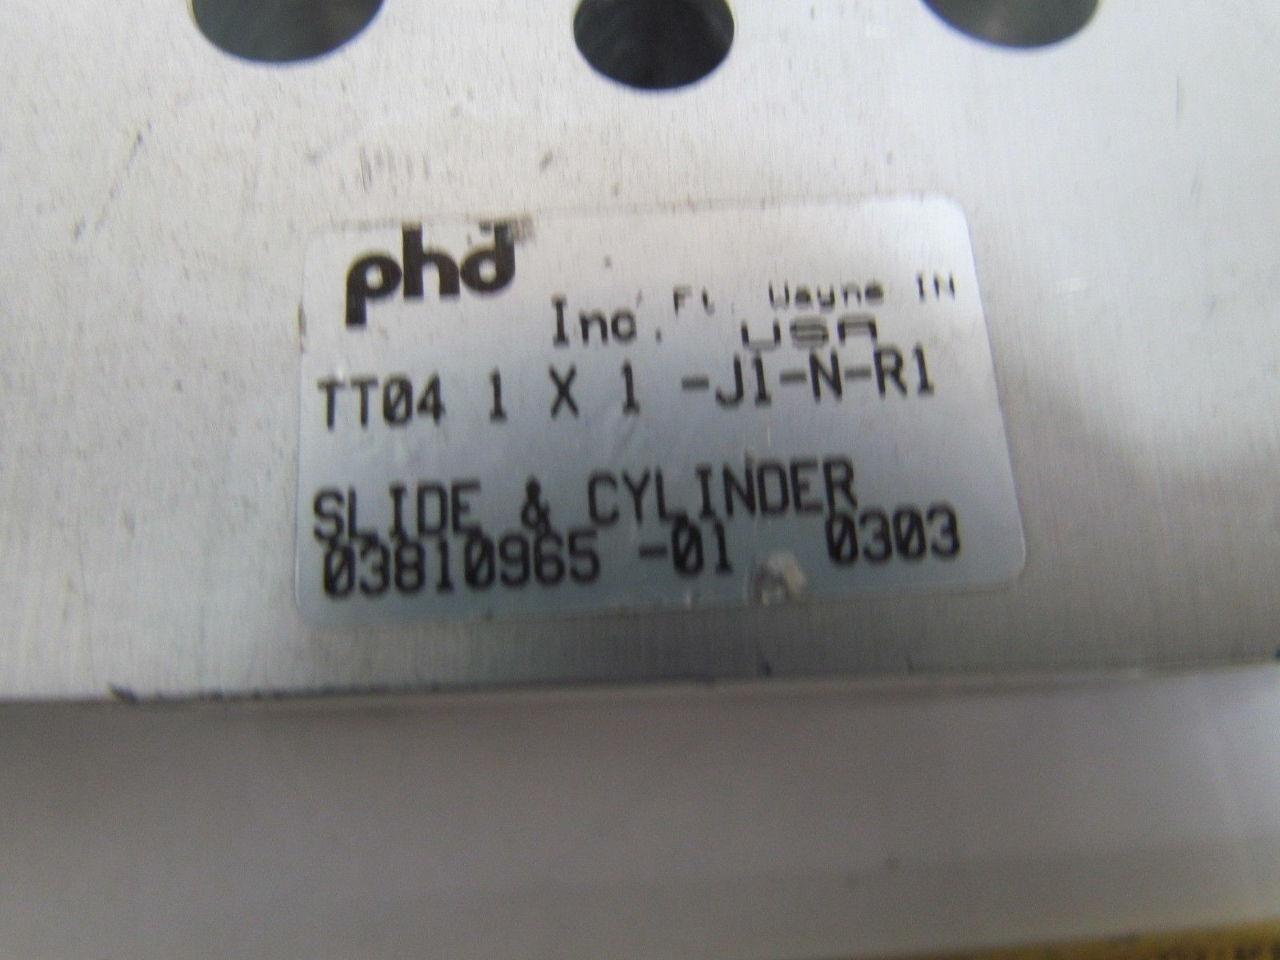 phd
Inc. Ft. Wayne IN
USA
TT04 1 X 1 -J1-N-R1
SLIDE & CYLINDER
03810965 -01 0303